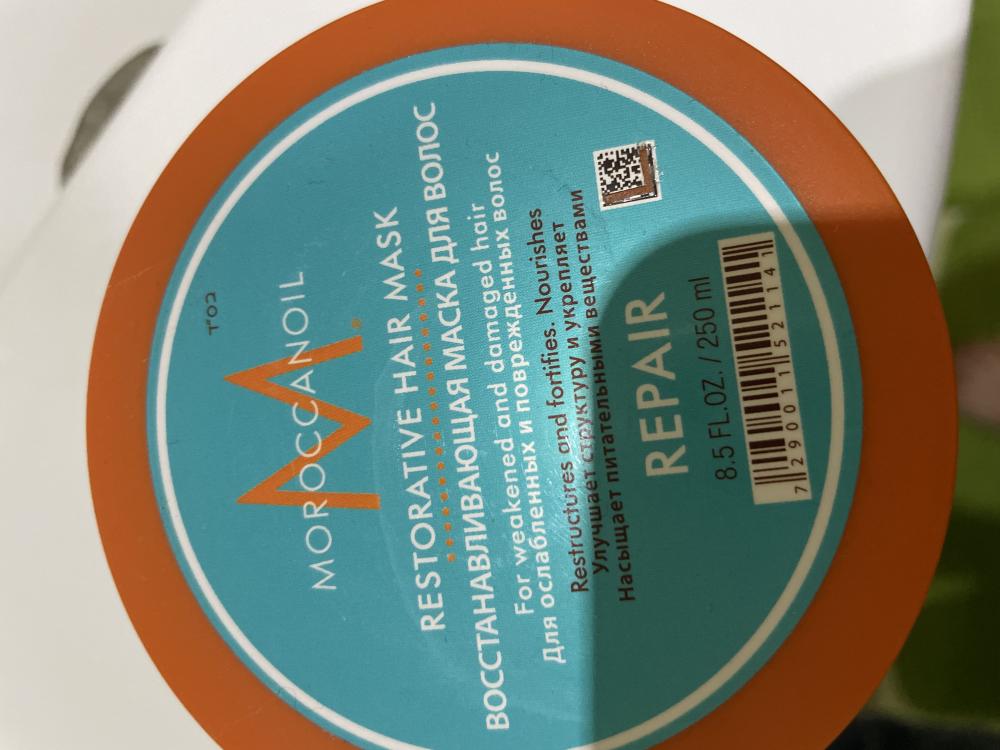 MOROCCANOIL
RESTORATIVE HAIR MASK
ВОССТАНАВЛИВАЮЩАЯ МАСКА ДЛЯ ВОЛОС
For weakened and damaged hair
Для ослабленных и поврежденных волос
Restructures and fortifies. Nourishes
Улучшает структуру и укрепляет
Насыщает питательными веществами
REPAIR
8.5 FL.OZ. / 250 ml
7 290011 521141